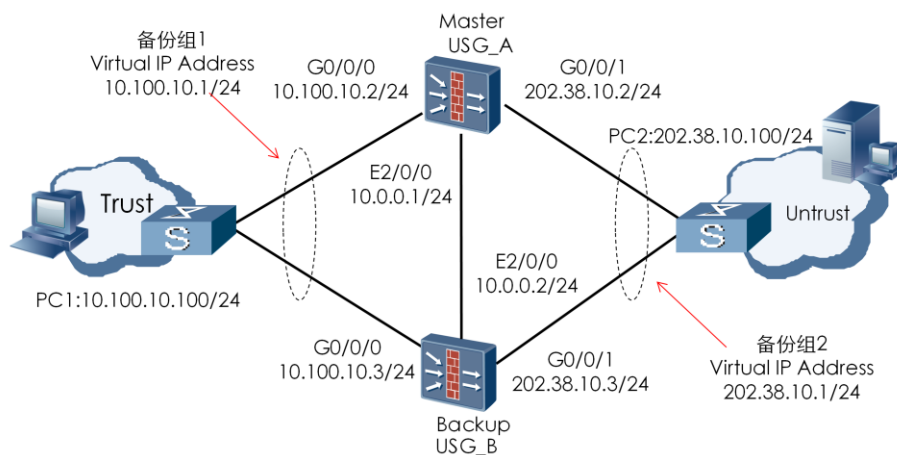 Master
USG_A
备份组1
Virtual IP Address
10.100.10.1/24
G0/0/0
10.100.10.2/24
G0/0/1
202.38.10.2/24
PC2:202.38.10.100/24
E2/0/0
10.0.0.1/24
Trust
S
S
Untrust
E2/0/0
10.0.0.2/24
PC1:10.100.10.100/24
G0/0/0
10.100.10.3/24
G0/0/1
202.38.10.3/24
备份组2
Virtual IP Address
202.38.10.1/24
Backup
USG_B